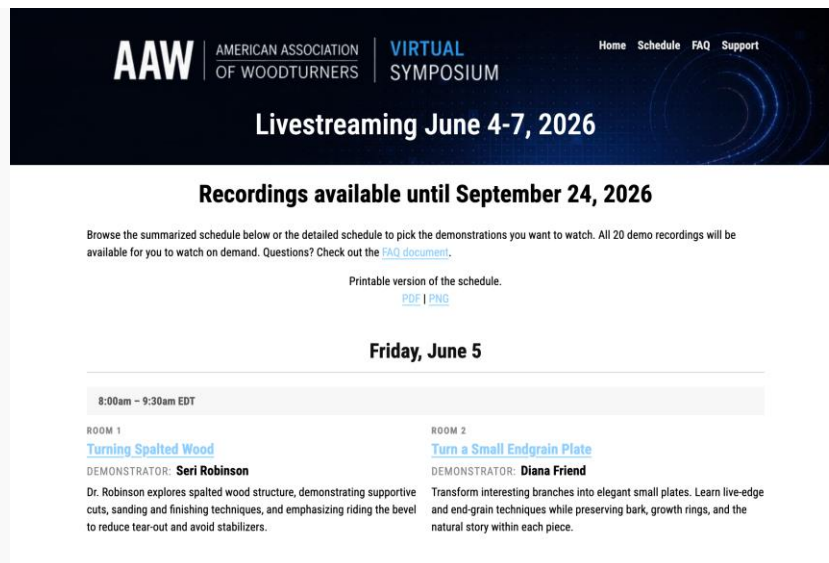 AAW
AMERICAN ASSOCIATION
OF WOODTURNERS
VIRTUAL
SYMPOSIUM
Home Schedule FAQ Support
Livestreaming June 4-7, 2026
Recordings available until September 24, 2026
Browse the summarized schedule below or the detailed schedule to pick the demonstrations you want to watch. All 20 demo recordings will be
available for you to watch on demand. Questions? Check out the FAQ document.
Printable version of the schedule.
PDF | PNG
Friday, June 5
8:00am – 9:30am EDT
ROOM 1
Turning Spalted Wood
DEMONSTRATOR: Seri Robinson
Dr. Robinson explores spalted wood structure, demonstrating supportive
cuts, sanding and finishing techniques, and emphasizing riding the bevel
to reduce tear-out and avoid stabilizers.
ROOM 2
Turn a Small Endgrain Plate
DEMONSTRATOR: Diana Friend
Transform interesting branches into elegant small plates. Learn live-edge
and end-grain techniques while preserving bark, growth rings, and the
natural story within each piece.